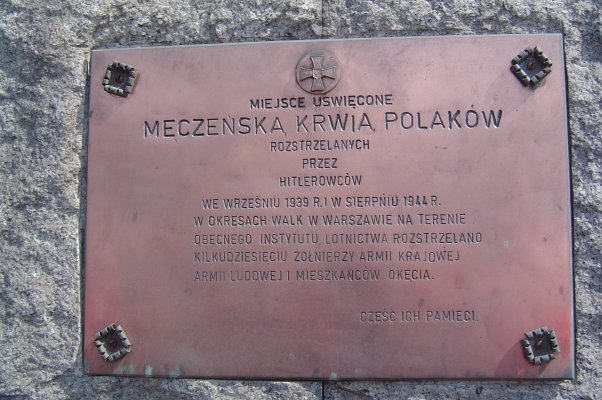 MIEJSCE UŚWIĘCONE
MĘCZEŃSKĄ KRWIĄ POLAKÓW
ROZSTRZELANYCH
PRZEZ
HITLEROWCÓW
WE WRZEŚNIU 1939 R. I W SIERPNIU 1944 R.
W OKRESACH WALK W WARSZAWIE NA TERENIE
OBECNEGO INSTYTUTU LOTNICTWA ROZSTRZELANO
KILKUDZIESIĘCIU ŻOŁNIERZY ARMII KRAJOWEJ
ARMII LUDOWEJ I MIESZKAŃCÓW OKĘCIA.
CZEŚĆ ICH PAMIĘCI.